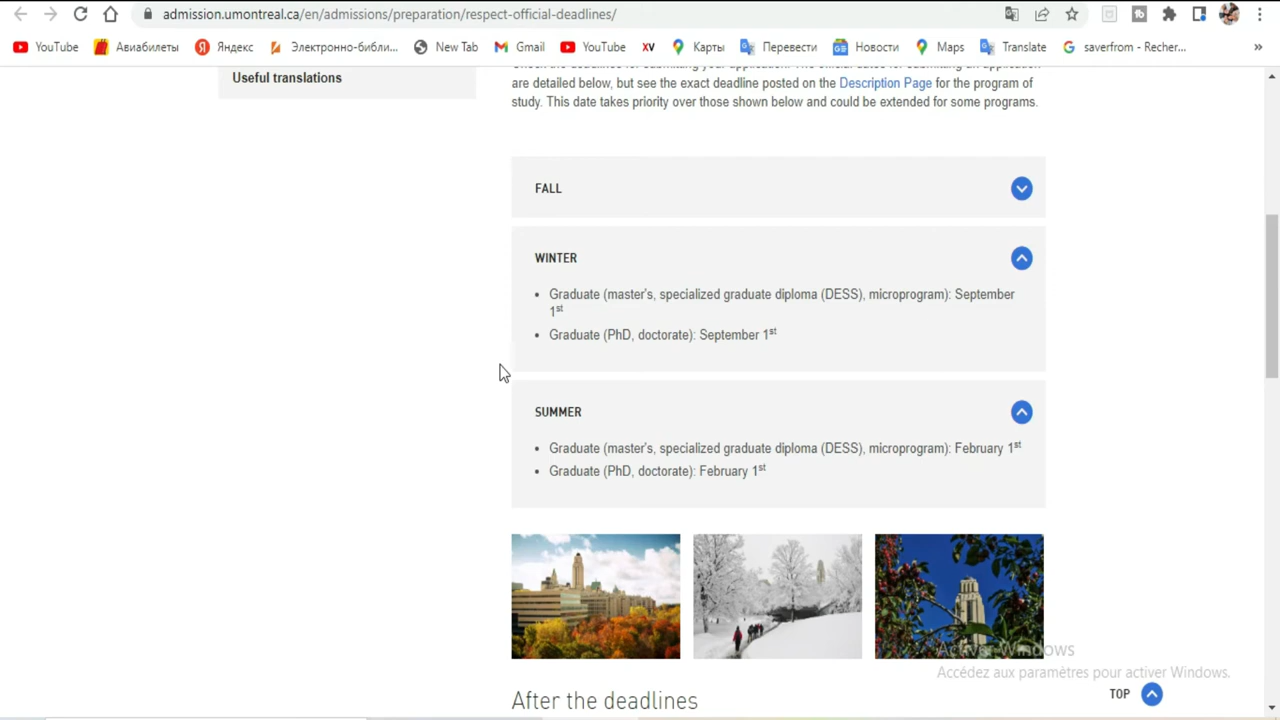 admission.umontreal.ca/en/admissions/preparation/respect-official-deadlines/
YouTube Авиабилеты Яндекс Электронно-библи... New Tab Gmail YouTube XV Карты Перевести Новости Maps Translate saverfrom - Recher... »
Useful translations
are detailed below, but see the exact deadline posted on the Description Page for the program of
study. This date takes priority over those shown below and could be extended for some programs.
FALL
WINTER
• Graduate (master's, specialized graduate diploma (DESS), microprogram): September
1st
• Graduate (PhD, doctorate): September 1st
SUMMER
• Graduate (master's, specialized graduate diploma (DESS), microprogram): February 1st
• Graduate (PhD, doctorate): February 1st
Activer Windows
Accédez aux paramètres pour activer Windows.
TOP
After the deadlines